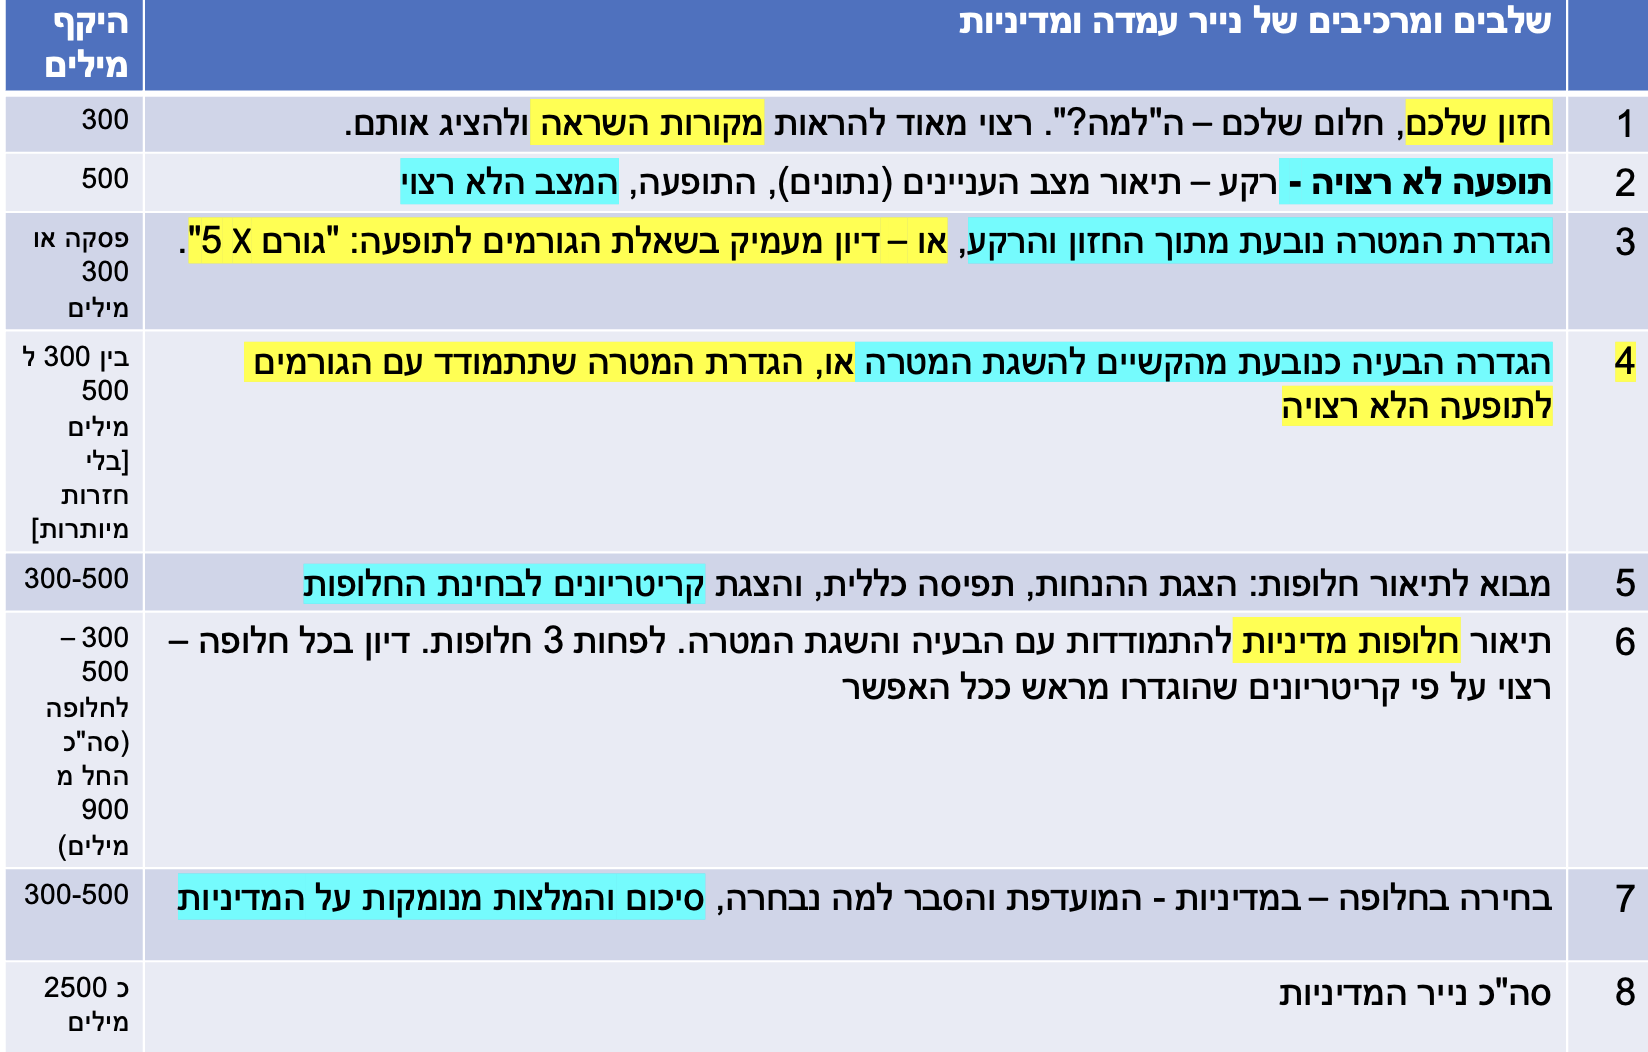 שלבים ומרכיבים של נייר עמדה ומדיניות
היקף
מילים
1
חזון שלכם, חלום שלכם – ה"למה?". רצוי מאוד להראות מקורות השראה ולהציג אותם.
300
2
תופעה לא רצויה - רקע – תיאור מצב העניינים (נתונים), התופעה, המצב הלא רצוי
500
3
הגדרת המטרה נובעת מתוך החזון והרקע, או – דיון מעמיק בשאלת הגורמים לתופעה: "גורם X 5".
פסקה או
300
מילים
4
הגדרה הבעיה כנובעת מהקשיים להשגת המטרה או, הגדרת המטרה שתתמודד עם הגורמים
לתופעה הלא רצויה
בין 300 ל
500
מילים
[בלי
חזרות
מיותרות]
5
מבוא לתיאור חלופות: הצגת ההנחות, תפיסה כללית, והצגת קריטריונים לבחינת החלופות
300-500
6
תיאור חלופות מדיניות להתמודדות עם הבעיה והשגת המטרה. לפחות 3 חלופות. דיון בכל חלופה –
רצוי על פי קריטריונים שהוגדרו מראש ככל האפשר
300 –
500
לחלופה
(סה"כ
החל מ
900
מילים)
7
בחירה בחלופה – במדיניות - המועדפת והסבר למה נבחרה, סיכום והמלצות מנומקות על המדיניות
300-500
8
סה"כ נייר המדיניות
כ 2500
מילים